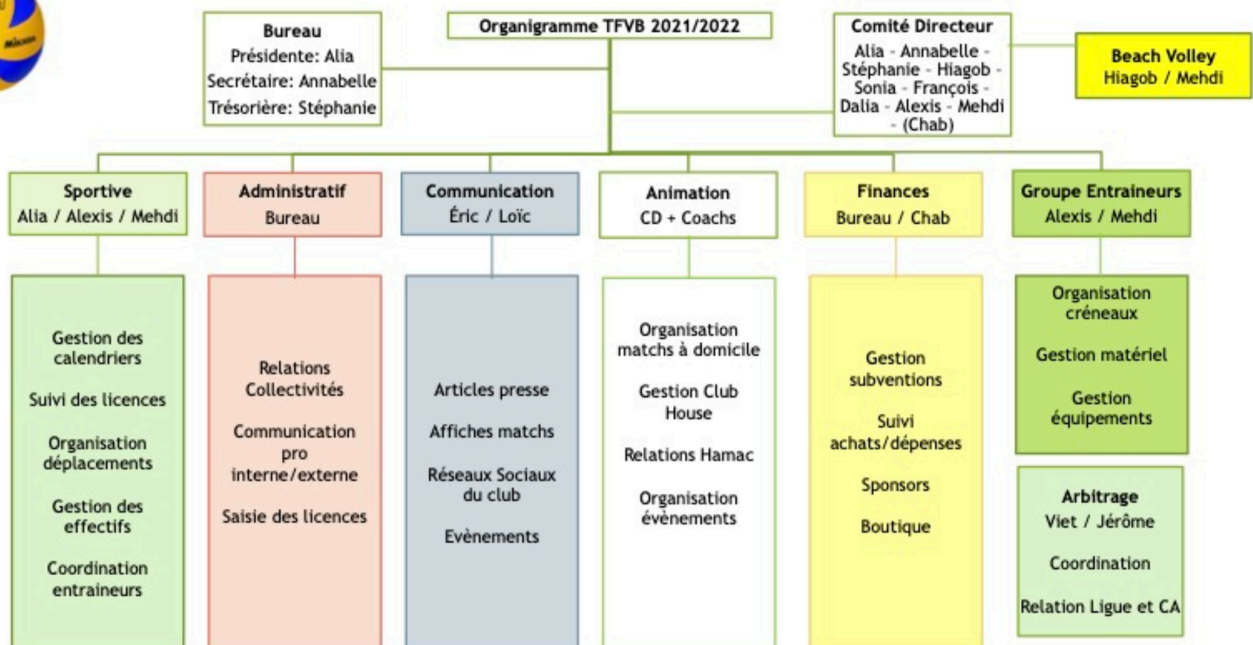 Mikasa
Organigramme TFVB 2021/2022
Bureau
Présidente: Alia
Secrétaire: Annabelle
Trésorière: Stéphanie
Comité Directeur
Alia - Annabelle -
Stéphanie - Hiagob -
Sonia - François -
Dalia - Alexis - Mehdi
- (Chab)
Beach Volley
Hiagob / Mehdi
Sportive
Alia / Alexis / Mehdi
Gestion des
calendriers
Suivi des licences
Organisation
déplacements
Gestion des
effectifs
Coordination
entraineurs
Administratif
Bureau
Relations
Collectivités
Communication
pro
interne/externe
Saisie des licences
Communication
Éric / Loïc
Articles presse
Affiches matchs
Réseaux Sociaux
du club
Evènements
Animation
CD + Coachs
Organisation
matchs à domicile
Gestion Club
House
Relations Hamac
Organisation
évènements
Finances
Bureau / Chab
Gestion
subventions
Suivi
achats/dépenses
Sponsors
Boutique
Groupe Entraineurs
Alexis / Mehdi
Organisation
créneaux
Gestion matériel
Gestion
équipements
Arbitrage
Viet / Jérôme
Coordination
Relation Ligue et CA